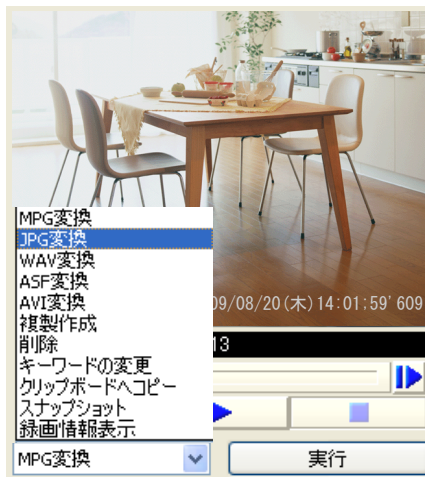 MPG変換
JPG変換
WAV変換
ASF変換
AVI変換
09/08/20(木)14:01:59' 609
複製作成
削除
13
キーワードの変更
クリップボードへコピー
スナップショット
録画情報表示
MPG変換
実行